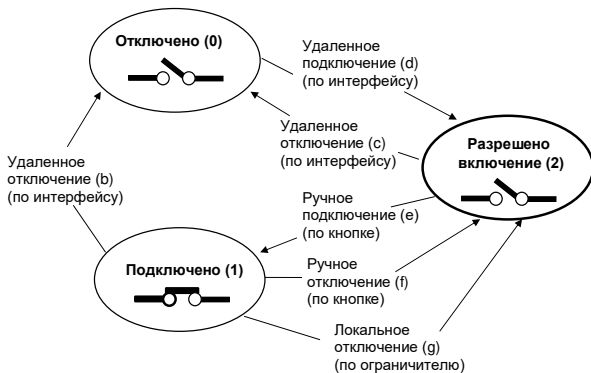 Отключено (0)
Удаленное
подключение (d)
(по интерфейсу)
Удаленное
отключение (c)
(по интерфейсу)
Разрешено
включение (2)
Удаленное
отключение (b)
(по интерфейсу)
Ручное
подключение (e)
(по кнопке)
Подключено (1)
Ручное
отключение (f)
(по кнопке)
Локальное
отключение (g)
(по ограничителю)